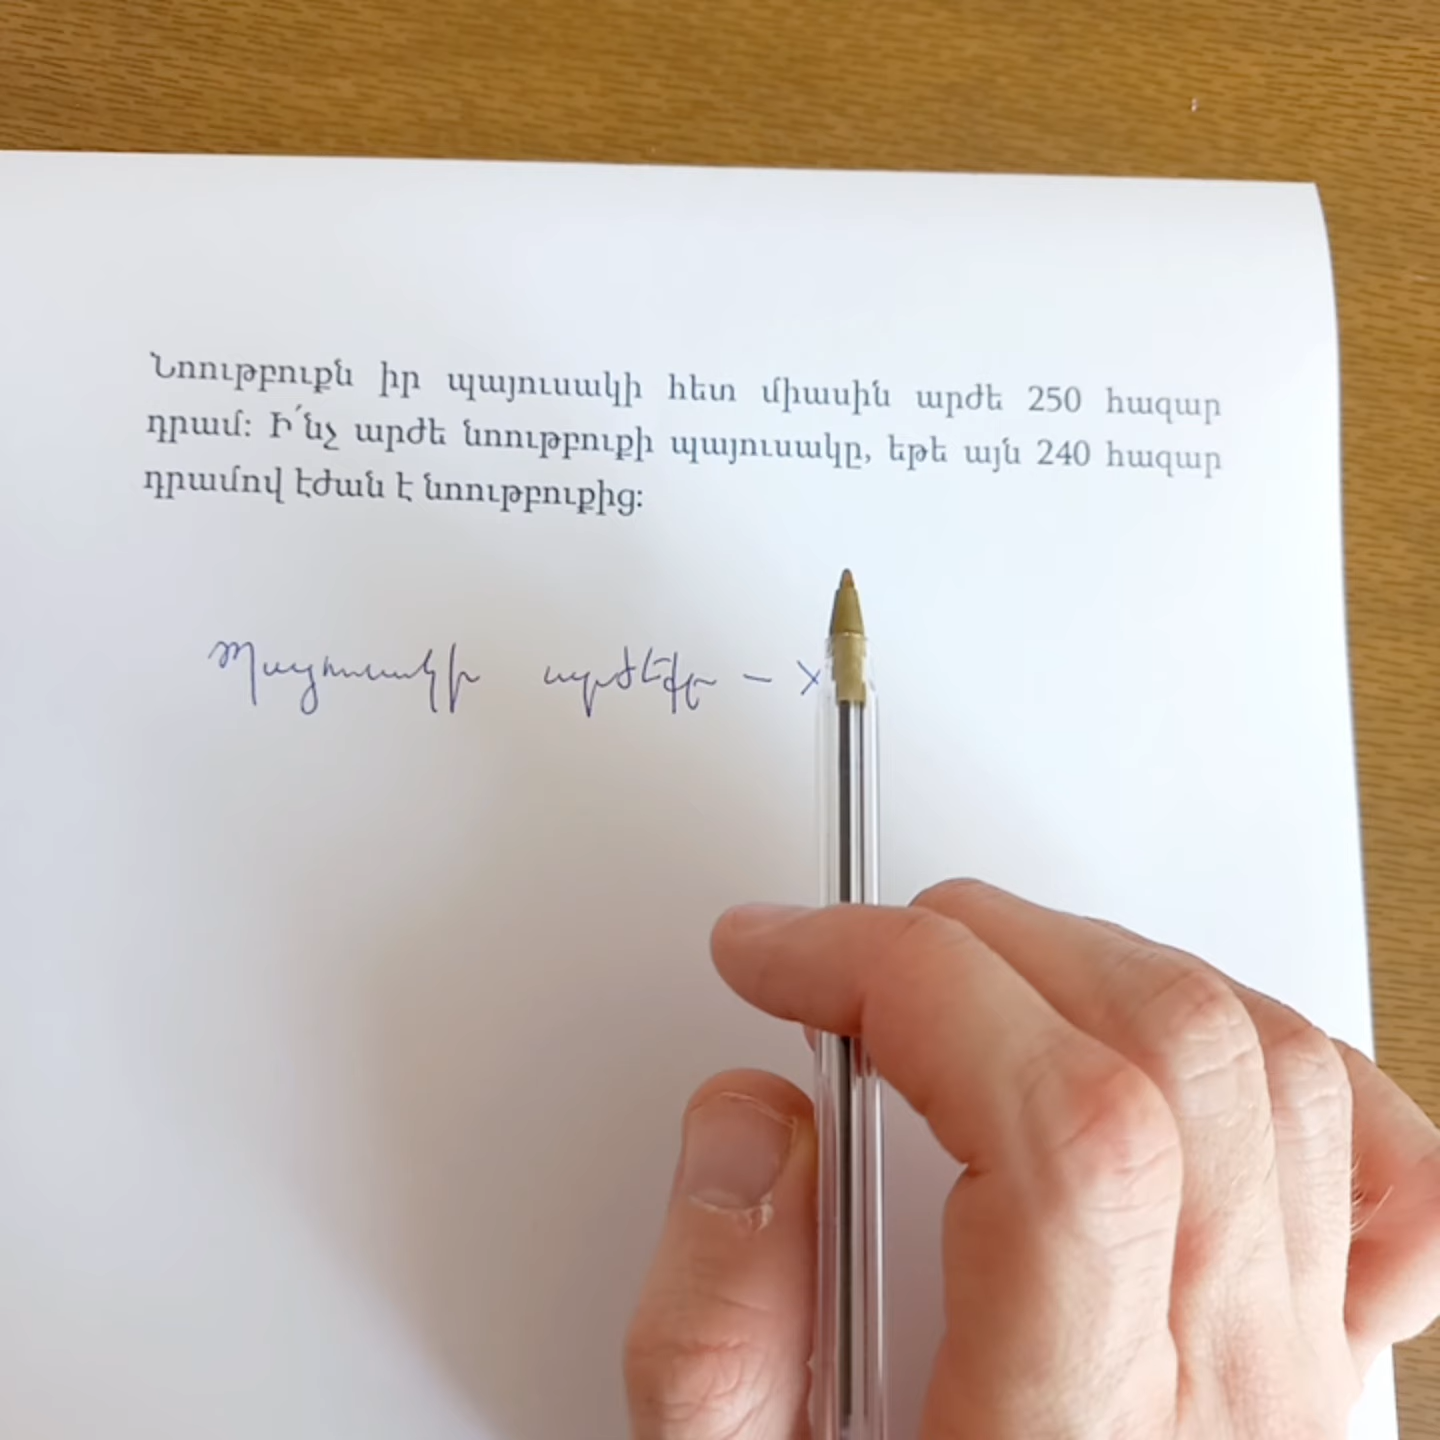 Նոութբուքն իր պայուսակի հետ միասին արժե 250 հազար
դրամ: Ի՛նչ արժե նոութբուքի պայուսակը, եթե այն 240 հազար
դրամով էժան է նոութբուքից:
Պայուսակի արժեքը – x